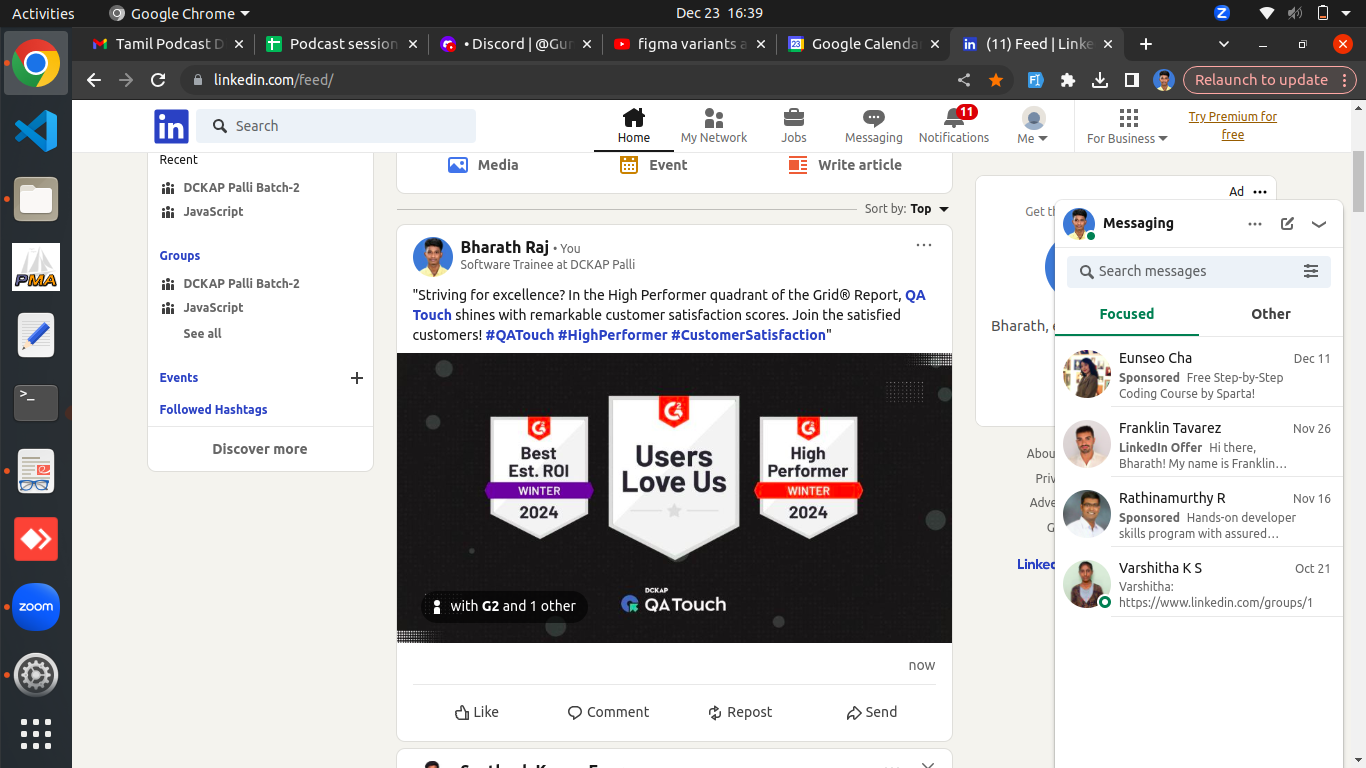 Activities
Google Chrome
Dec 23 16:39
Tamil Podcast D
Podcast session
• Discord | @Gur
figma variants a
Google Calenda
(11) Feed | Linke
linkedin.com/feed/
Relaunch to update
in
Search
Home
My Network
Jobs
Messaging
11
Notifications
Me
For Business
Try Premium for
free
Recent
DCKAP Palli Batch-2
JavaScript
Groups
DCKAP Palli Batch-2
JavaScript
See all
Events
Followed Hashtags
Discover more
Media
Event
Write article
Sort by: Top
Bharath Raj • You
Software Trainee at DCKAP Palli
"Striving for excellence? In the High Performer quadrant of the Grid® Report, QA
Touch shines with remarkable customer satisfaction scores. Join the satisfied
customers! #QATouch #HighPerformer #CustomerSatisfaction"
Best
Est. ROI
WINTER
2024
Users
Love Us
High
Performer
WINTER
2024
with G2 and 1 other
DCKAP
QA Touch
now
Like
Comment
Repost
Send
Ad
Get th
Bharath,
Abou
Priv
Adve
G
Linke
Messaging
Search messages
Focused
Other
Eunseo Cha
Dec 11
Sponsored Free Step-by-Step
Coding Course by Sparta!
Franklin Tavarez
Nov 26
LinkedIn Offer Hi there,
Bharath! My name is Franklin…
Rathinamurthy R
Nov 16
Sponsored Hands-on developer
skills program with assured…
Varshitha K S
Oct 21
Varshitha:
https://www.linkedin.com/groups/1
PMA
zoom